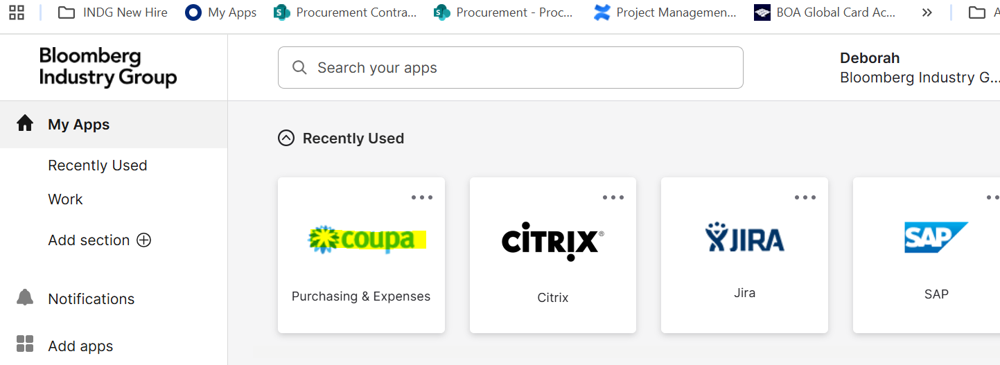 INDG New Hire My Apps Procurement Contra... Procurement - Proc... Project Managemen... BOA Global Card Ac... » A
Bloomberg
Industry Group
Search your apps
Deborah
Bloomberg Industry G...
My Apps
Recently Used
Work
Add section
Notifications
Add apps
Recently Used
coupa
Purchasing & Expenses
CITRIX®
Citrix
JIRA
Jira
SAP
SAP